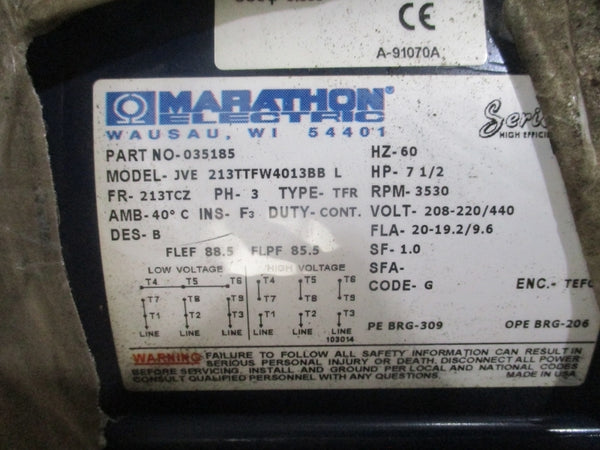 CE
A-91070A
MARATHON®
ELECTRIC
WAUSAU, WI 54401
HIGH EFFICI
PART NO-035185
MODEL- JVE 213TTFW4013BB L
FR- 213TCZ PH- 3 TYPE- TFR
AMB-40° C INS- F3 DUTY-CONT.
DES- B
FLEF 88.5 FLPF 85.5
HZ-60
HP- 7 1/2
RPM- 3530
VOLT- 208-220/440
FLA- 20-19.2/9.6
SF- 1.0
SFA-
CODE- G ENC.- TEFC
LOW VOLTAGE HIGH VOLTAGE
T4 T5 T6 T4 T5 T6
T7 T8 T9 T7 T8 T9
T1 T2 T3 T1 T2 T3
LINE LINE LINE LINE LINE LINE
103014
PE BRG-309 OPE BRG-206
WARNING FAILURE TO FOLLOW ALL SAFETY INFORMATION CAN RESULT IN
SERIOUS PERSONAL INJURY OR DEATH. DISCONNECT ALL POWER
BEFORE SERVICING. INSTALL AND GROUND PER LOCAL AND NATIONAL CODES
CONSULT QUALIFIED PERSONNEL WITH ANY QUESTIONS. MADE IN USA